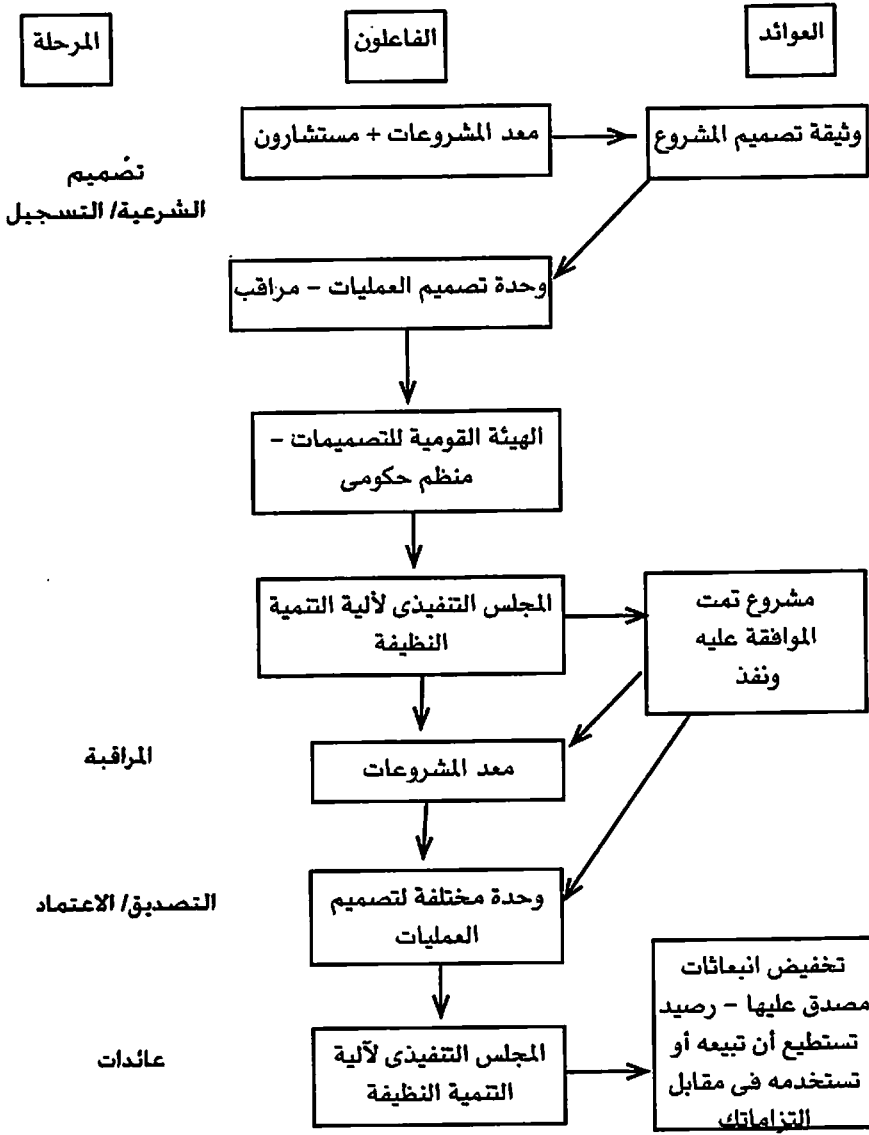 المرحلة
الفاعلون
العوائد
معد المشروعات + مستشارون
وثيقة تصميم المشروع
تصُميم
الشرعية/ التسجيل
وحدة تصميم العمليات – مراقب
الهيئة القومية للتصميمات –
منظم حكومى
المجلس التنفيذى لألية التنمية
النظيفة
مشروع تمت
الموافقة عليه
ونفذ
المراقبة
معد المشروعات
التصديق/ الاعتماد
وحدة مختلفة لتصميم
العمليات
عائدات
المجلس التنفيذى لآلية
التنمية النظيفة
تخفيض انبعاثات
مصدق عليها – رصيد
تستطيع أن تبيعه أو
تستخدمه فى مقابل
التزاماتك